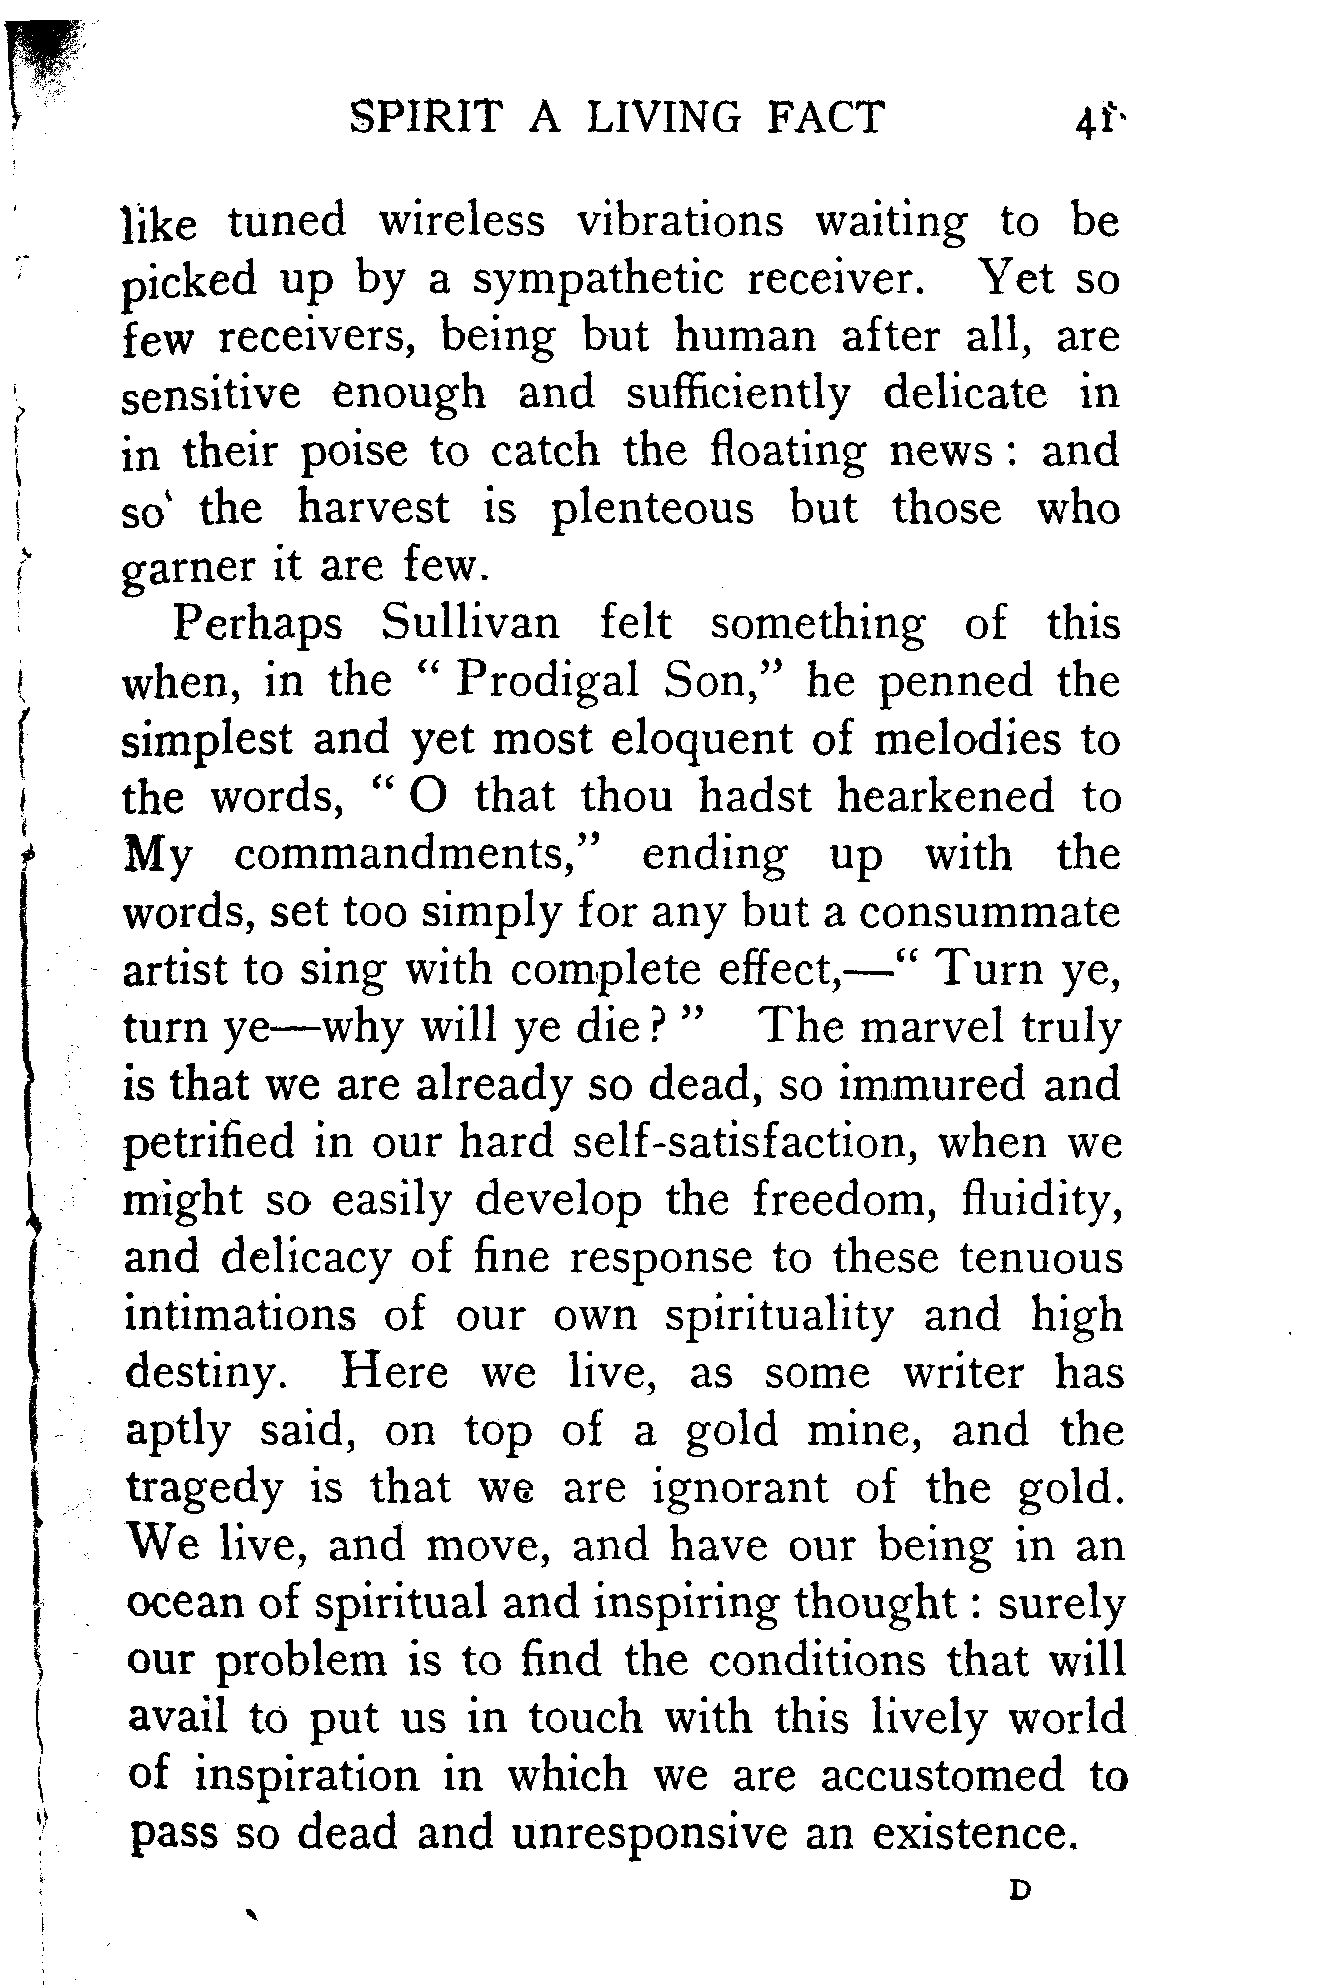 SPIRIT A LIVING FACT 41
like tuned wireless vibrations waiting to be
picked up by a sympathetic receiver. Yet so
few receivers, being but human after all, are
sensitive enough and sufficiently delicate in
in their poise to catch the floating news : and
so the harvest is plenteous but those who
garner it are few.
Perhaps Sullivan felt something of this
when, in the “ Prodigal Son,” he penned the
simplest and yet most eloquent of melodies to
the words, “ O that thou hadst hearkened to
My commandments,” ending up with the
words, set too simply for any but a consummate
artist to sing with complete effect,—“ Turn ye,
turn ye—why will ye die ? ” The marvel truly
is that we are already so dead, so immured and
petrified in our hard self-satisfaction, when we
might so easily develop the freedom, fluidity,
and delicacy of fine response to these tenuous
intimations of our own spirituality and high
destiny. Here we live, as some writer has
aptly said, on top of a gold mine, and the
tragedy is that we are ignorant of the gold.
We live, and move, and have our being in an
ocean of spiritual and inspiring thought : surely
our problem is to find the conditions that will
avail to put us in touch with this lively world
of inspiration in which we are accustomed to
pass so dead and unresponsive an existence.
D